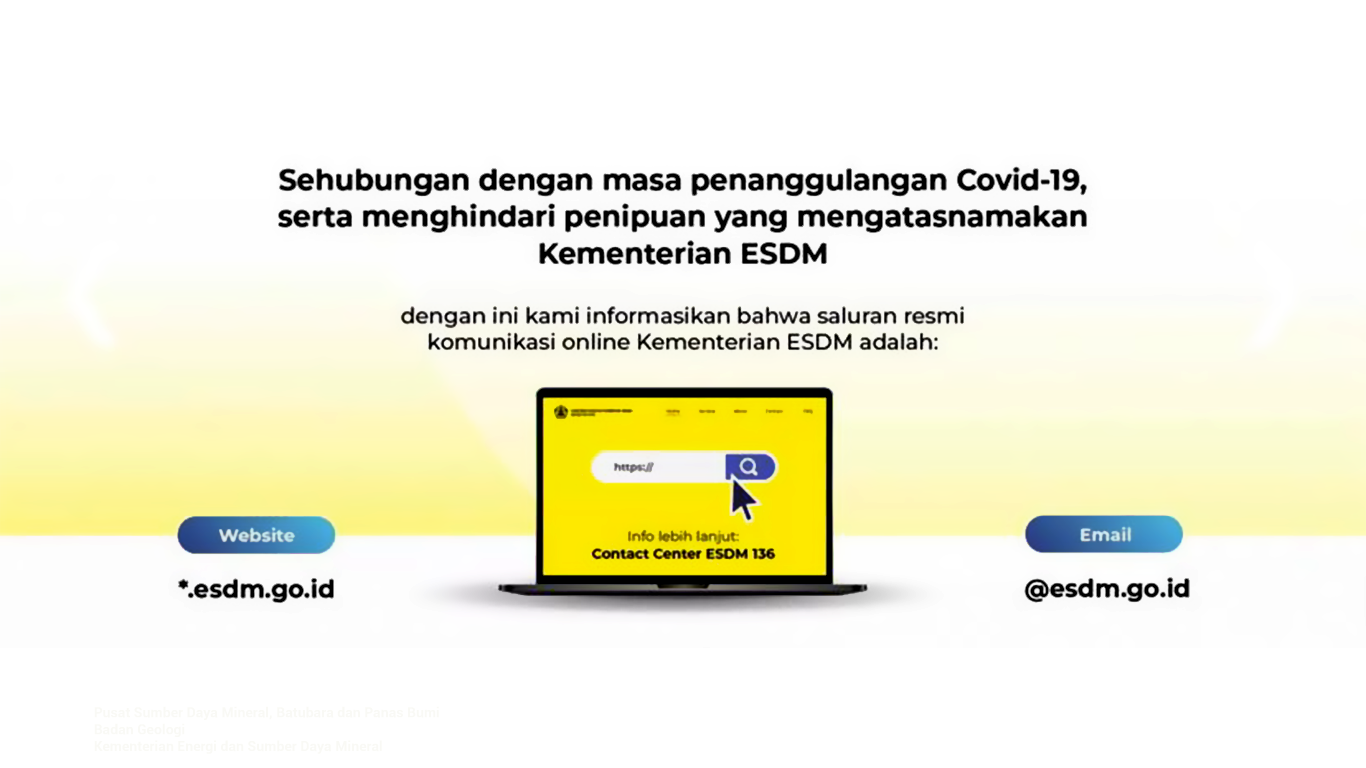 Sehubungan dengan masa penanggulangan Covid-19,
serta menghindari penipuan yang mengatasnamakan
Kementerian ESDM
dengan ini kami informasikan bahwa saluran resmi
komunikasi online Kementerian ESDM adalah:
https://
Info lebih lanjut:
Contact Center ESDM 136
Website
*.esdm.go.id
Email
@esdm.go.id
Pusat Sumber Daya Mineral, Batubara dan Panas Bumi
Badan Geologi
Kementerian Energi dan Sumber Daya Mineral